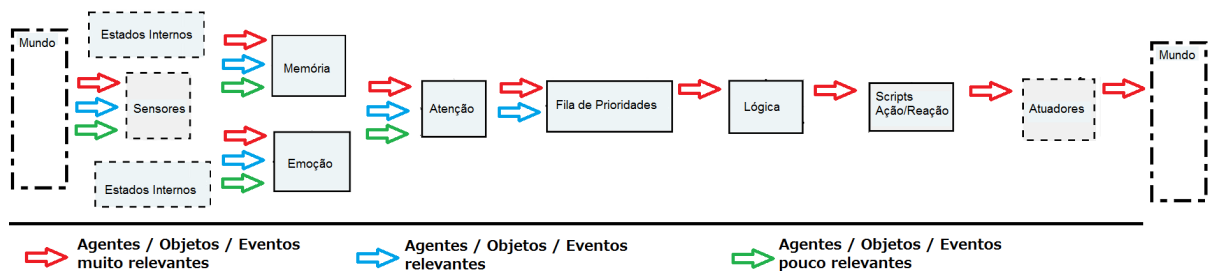 Mundo
Estados Internos
Sensores
Estados Internos
Memória
Emoção
Atenção
Fila de Prioridades
Lógica
Scripts
Ação/Reação
Atuadores
Mundo
Agentes / Objetos / Eventos
muito relevantes
Agentes / Objetos / Eventos
relevantes
Agentes / Objetos / Eventos
pouco relevantes